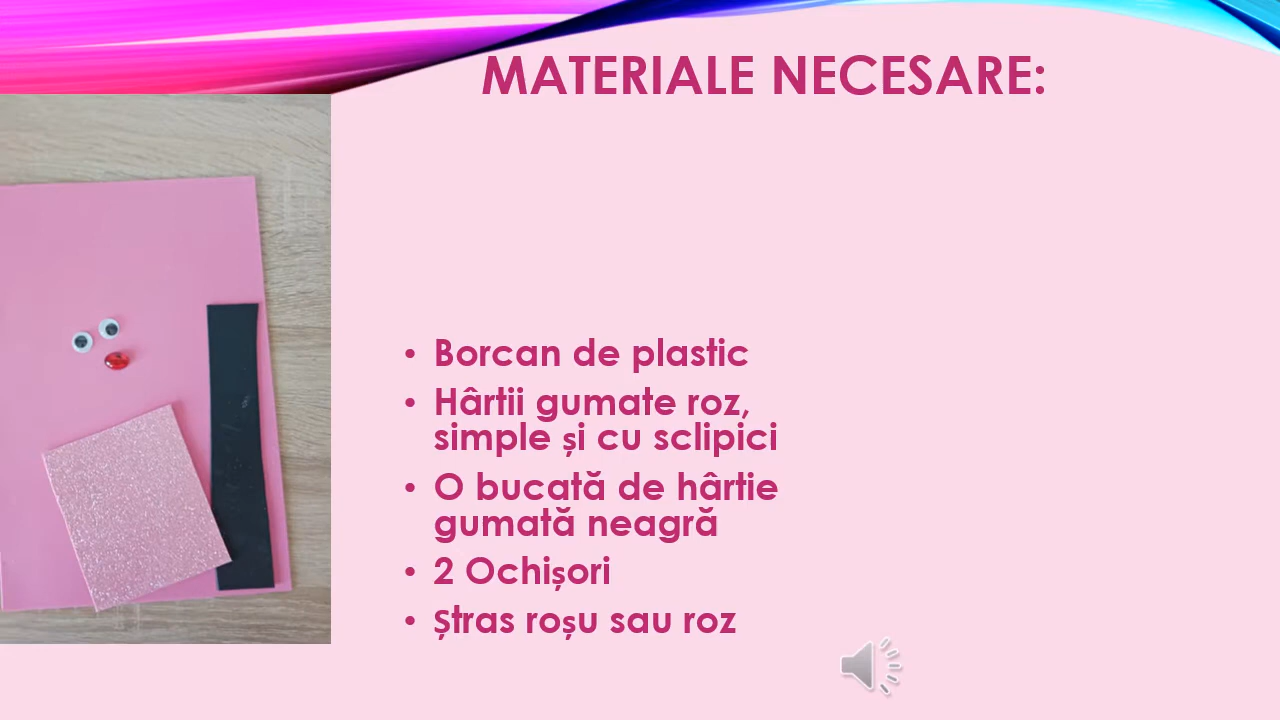 MATERIALE NECESARE:
• Borcan de plastic
• Hârtii gumate roz,
simple și cu sclipici
• O bucată de hârtie
gumată neagră
• 2 Ochișori
• Ștras roșu sau roz